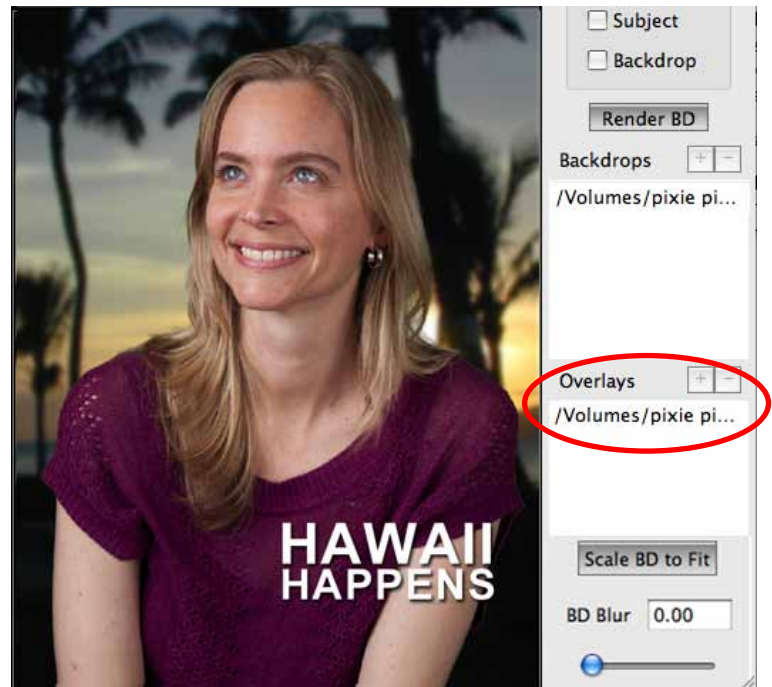 Subject
Backdrop
Render BD
Backdrops + -
/Volumes/pixie pi...
Overlays + -
/Volumes/pixie pi...
HAWAII
HAPPENS
Scale BD to Fit
BD Blur 0.00